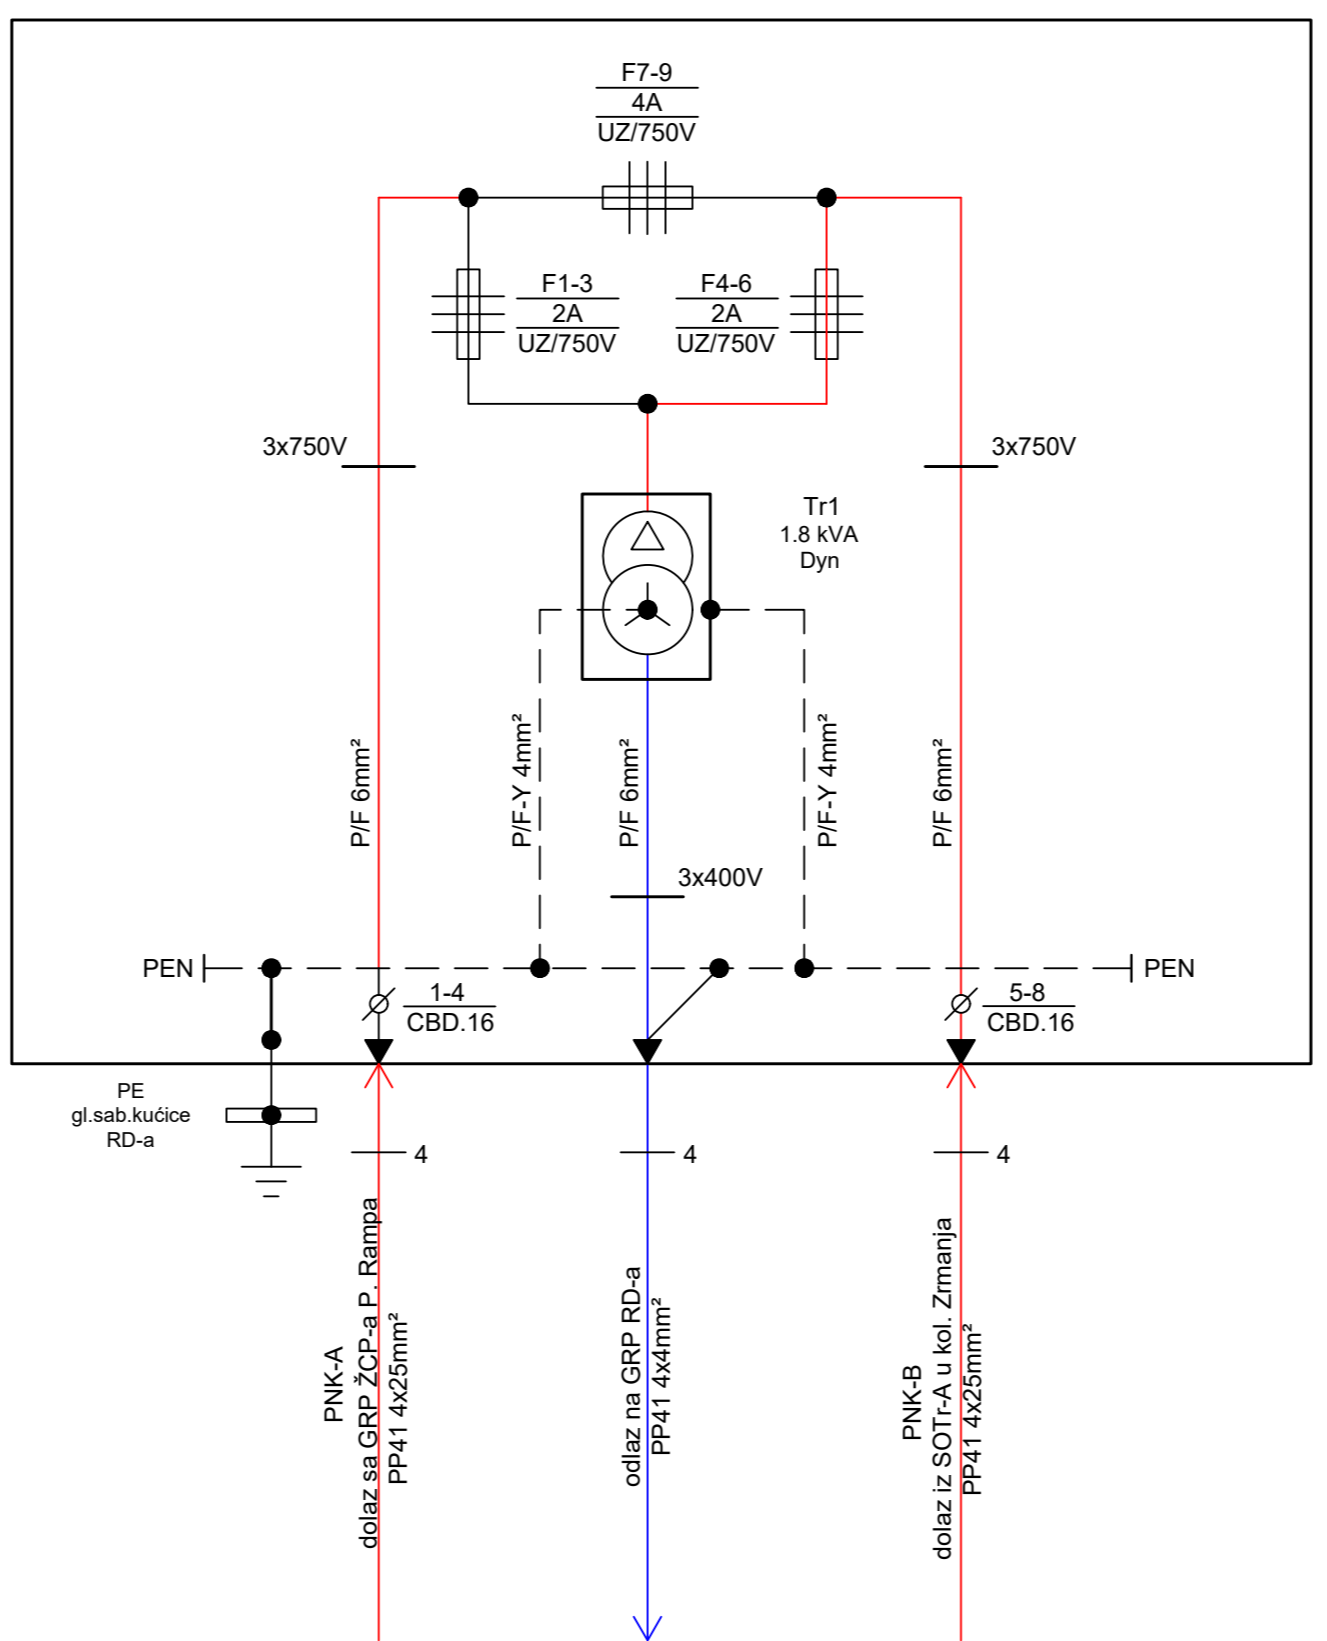 F7-9
4A
UZ/750V
F1-3
2A
UZ/750V
F4-6
2A
UZ/750V
3x750V
3x750V
Tr1
1.8 kVA
Dyn
P/F 6mm²
P/F-Y 4mm²
P/F 6mm²
P/F-Y 4mm²
P/F 6mm²
3x400V
PEN
PEN
1-4
CBD.16
5-8
CBD.16
PE
gl.sab.kućice
RD-a
4
4
4
PNK-A
dolaz sa GRP ŽCP-a P. Rampa
PP41 4x25mm²
odlaz na GRP RD-a
PP41 4x4mm²
PNK-B
dolaz iz SOTr-A u kol. Zrmanja
PP41 4x25mm²